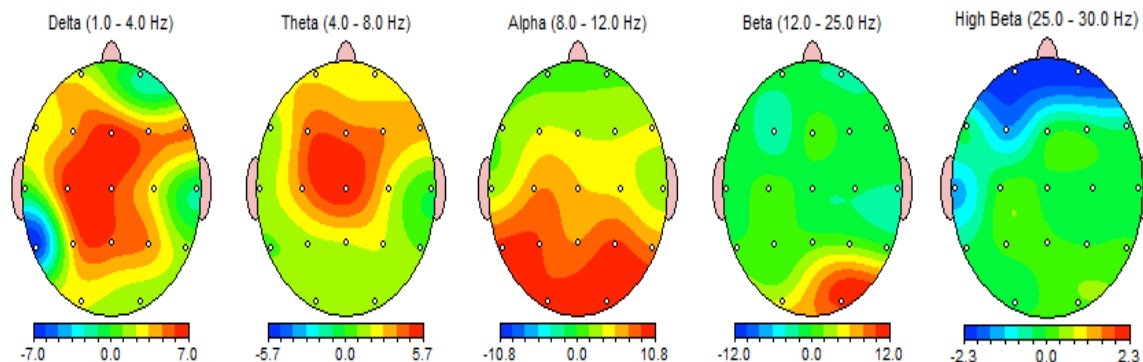 Delta (1.0 - 4.0 Hz)
Theta (4.0 - 8.0 Hz)
Alpha (8.0 - 12.0 Hz)
Beta (12.0 - 25.0 Hz)
High Beta (25.0 - 30.0 Hz)
-7.0 0.0 7.0
-5.7 0.0 5.7
-10.8 0.0 10.8
-12.0 0.0 12.0
-2.3 0.0 2.3